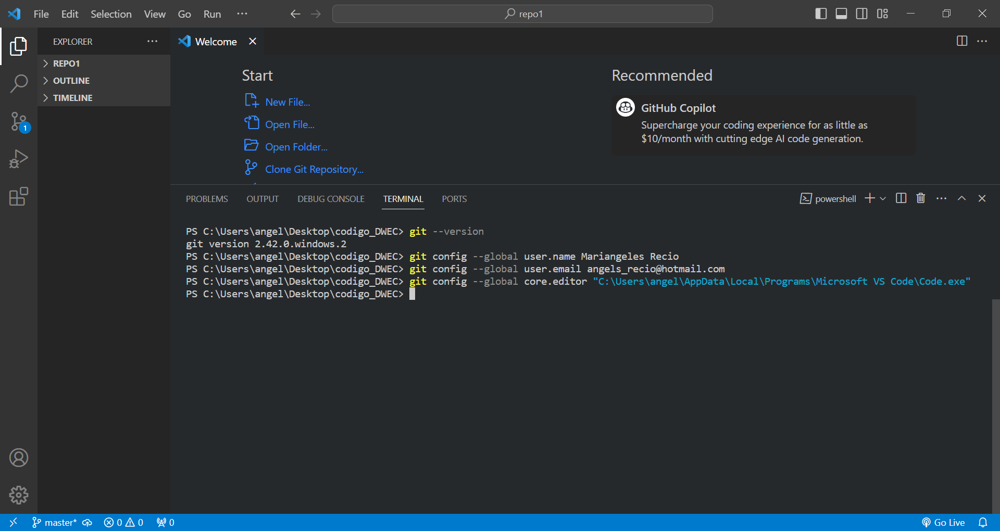 File Edit Selection View Go Run ··· repo1
EXPLORER ···
Welcome
REPO1
OUTLINE
TIMELINE
1
Start
New File...
Open File...
Open Folder...
Clone Git Repository...
Recommended
GitHub Copilot
Supercharge your coding experience for as little as
$10/month with cutting edge AI code generation.
PROBLEMS OUTPUT DEBUG CONSOLE TERMINAL PORTS powershell
PS C:\Users\angel\Desktop\codigo_DWEC> git --version
git version 2.42.0.windows.2
PS C:\Users\angel\Desktop\codigo_DWEC> git config --global user.name Mariangeles Recio
PS C:\Users\angel\Desktop\codigo_DWEC> git config --global user.email angels_recio@hotmail.com
PS C:\Users\angel\Desktop\codigo_DWEC> git config --global core.editor "C:\Users\angel\AppData\Local\Programs\Microsoft VS Code\Code.exe"
PS C:\Users\angel\Desktop\codigo_DWEC>
master* 0 0 0 Go Live